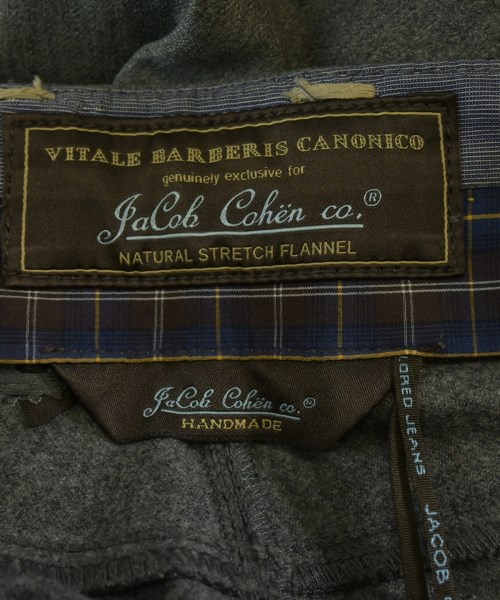 VITALE BARBERIS CANONICO
genuinely exclusive for
JaCob Cohën co.®
NATURAL STRETCH FLANNEL
JaCob Cohën co.®
HANDMADE
ORED JEANS JACOB